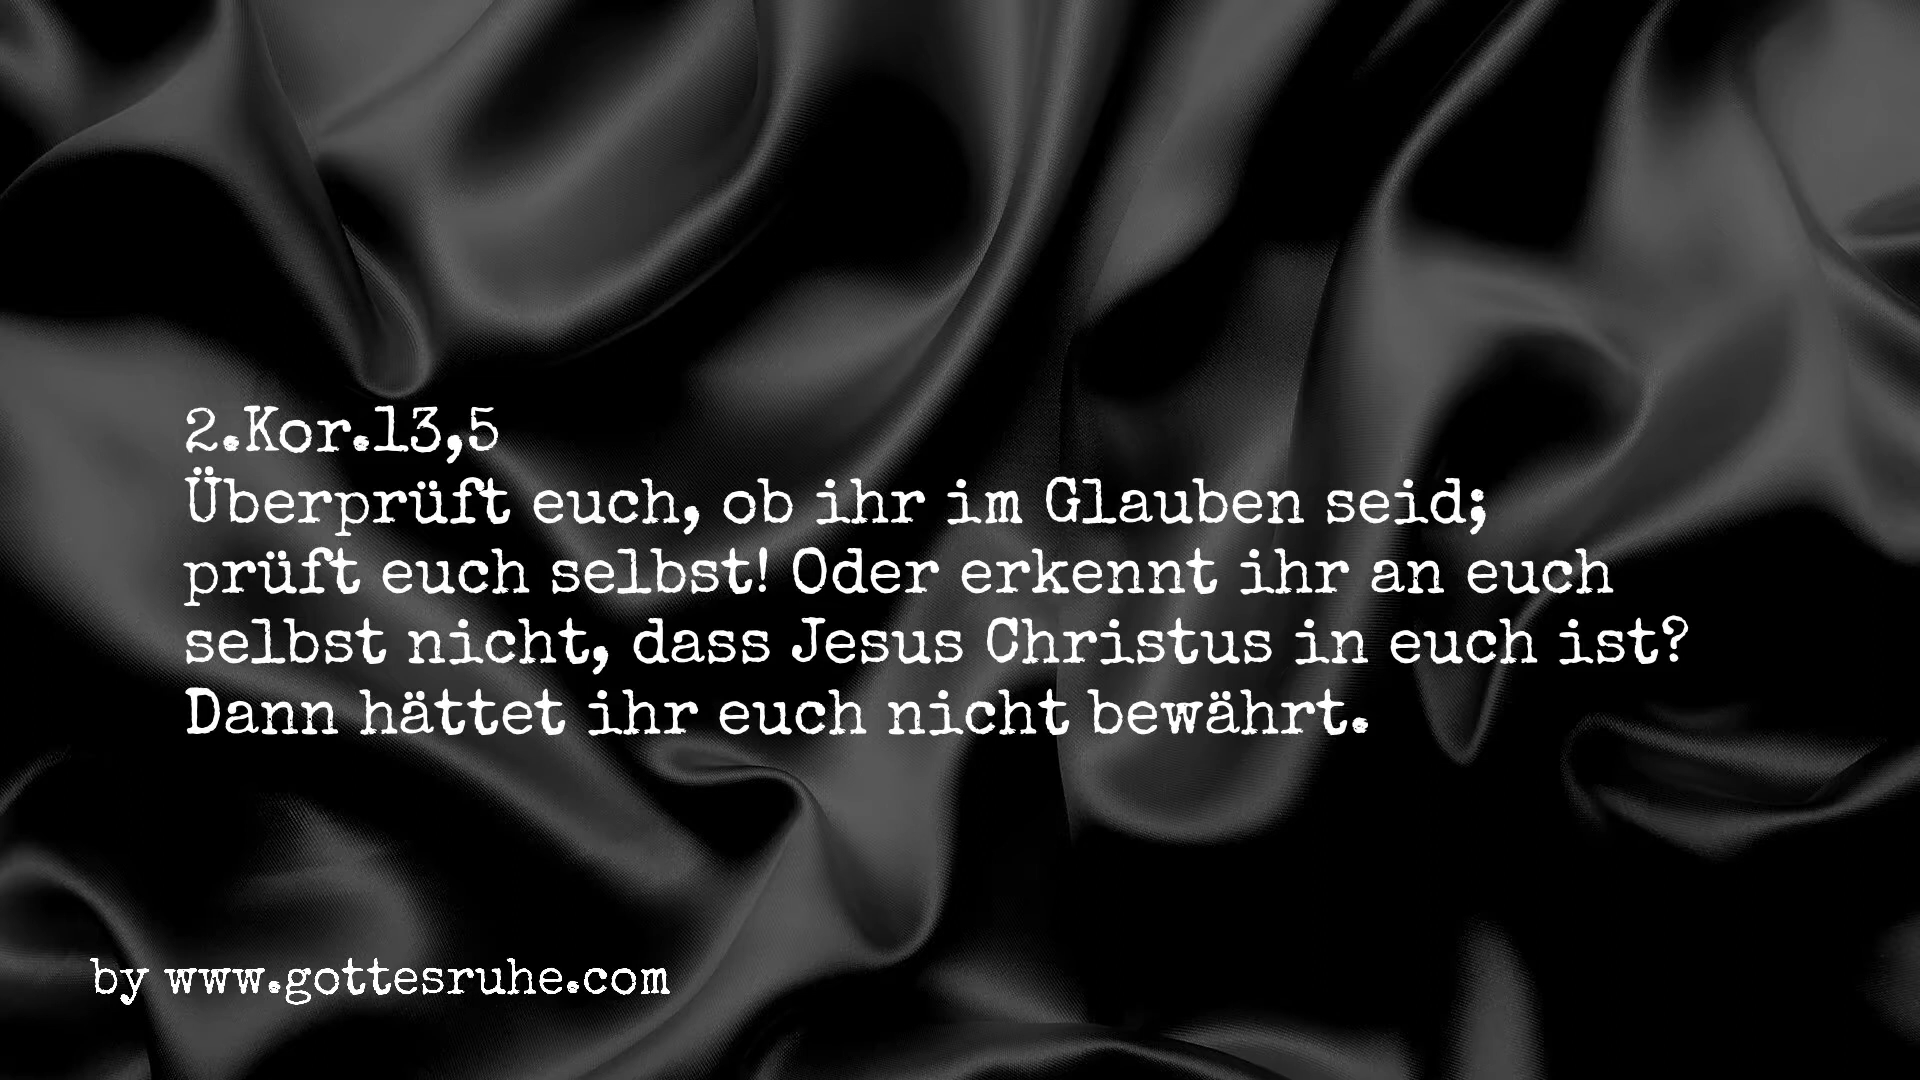 2.Kor.13,5
Überprüft euch, ob ihr im Glauben seid;
prüft euch selbst! Oder erkennt ihr an euch
selbst nicht, dass Jesus Christus in euch ist?
Dann hättet ihr euch nicht bewährt.
by www.gottesruhe.com